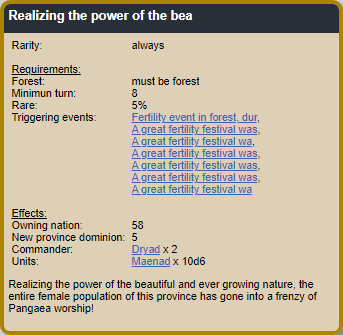 Realizing the power of the bea
Rarity: always
Requirements:
Forest: must be forest
Minimun turn: 8
Rare: 5%
Triggering events: Fertility event in forest, dur,
A great fertility festival was,
A great fertility festival wa,
A great fertility festival was,
A great fertility festival was,
A great fertility festival was,
A great fertility festival wa
Effects:
Owning nation: 58
New province dominion: 5
Commander: Dryad x 2
Units: Maenad x 10d6
Realizing the power of the beautiful and ever growing nature, the
entire female population of this province has gone into a frenzy of
Pangaea worship!